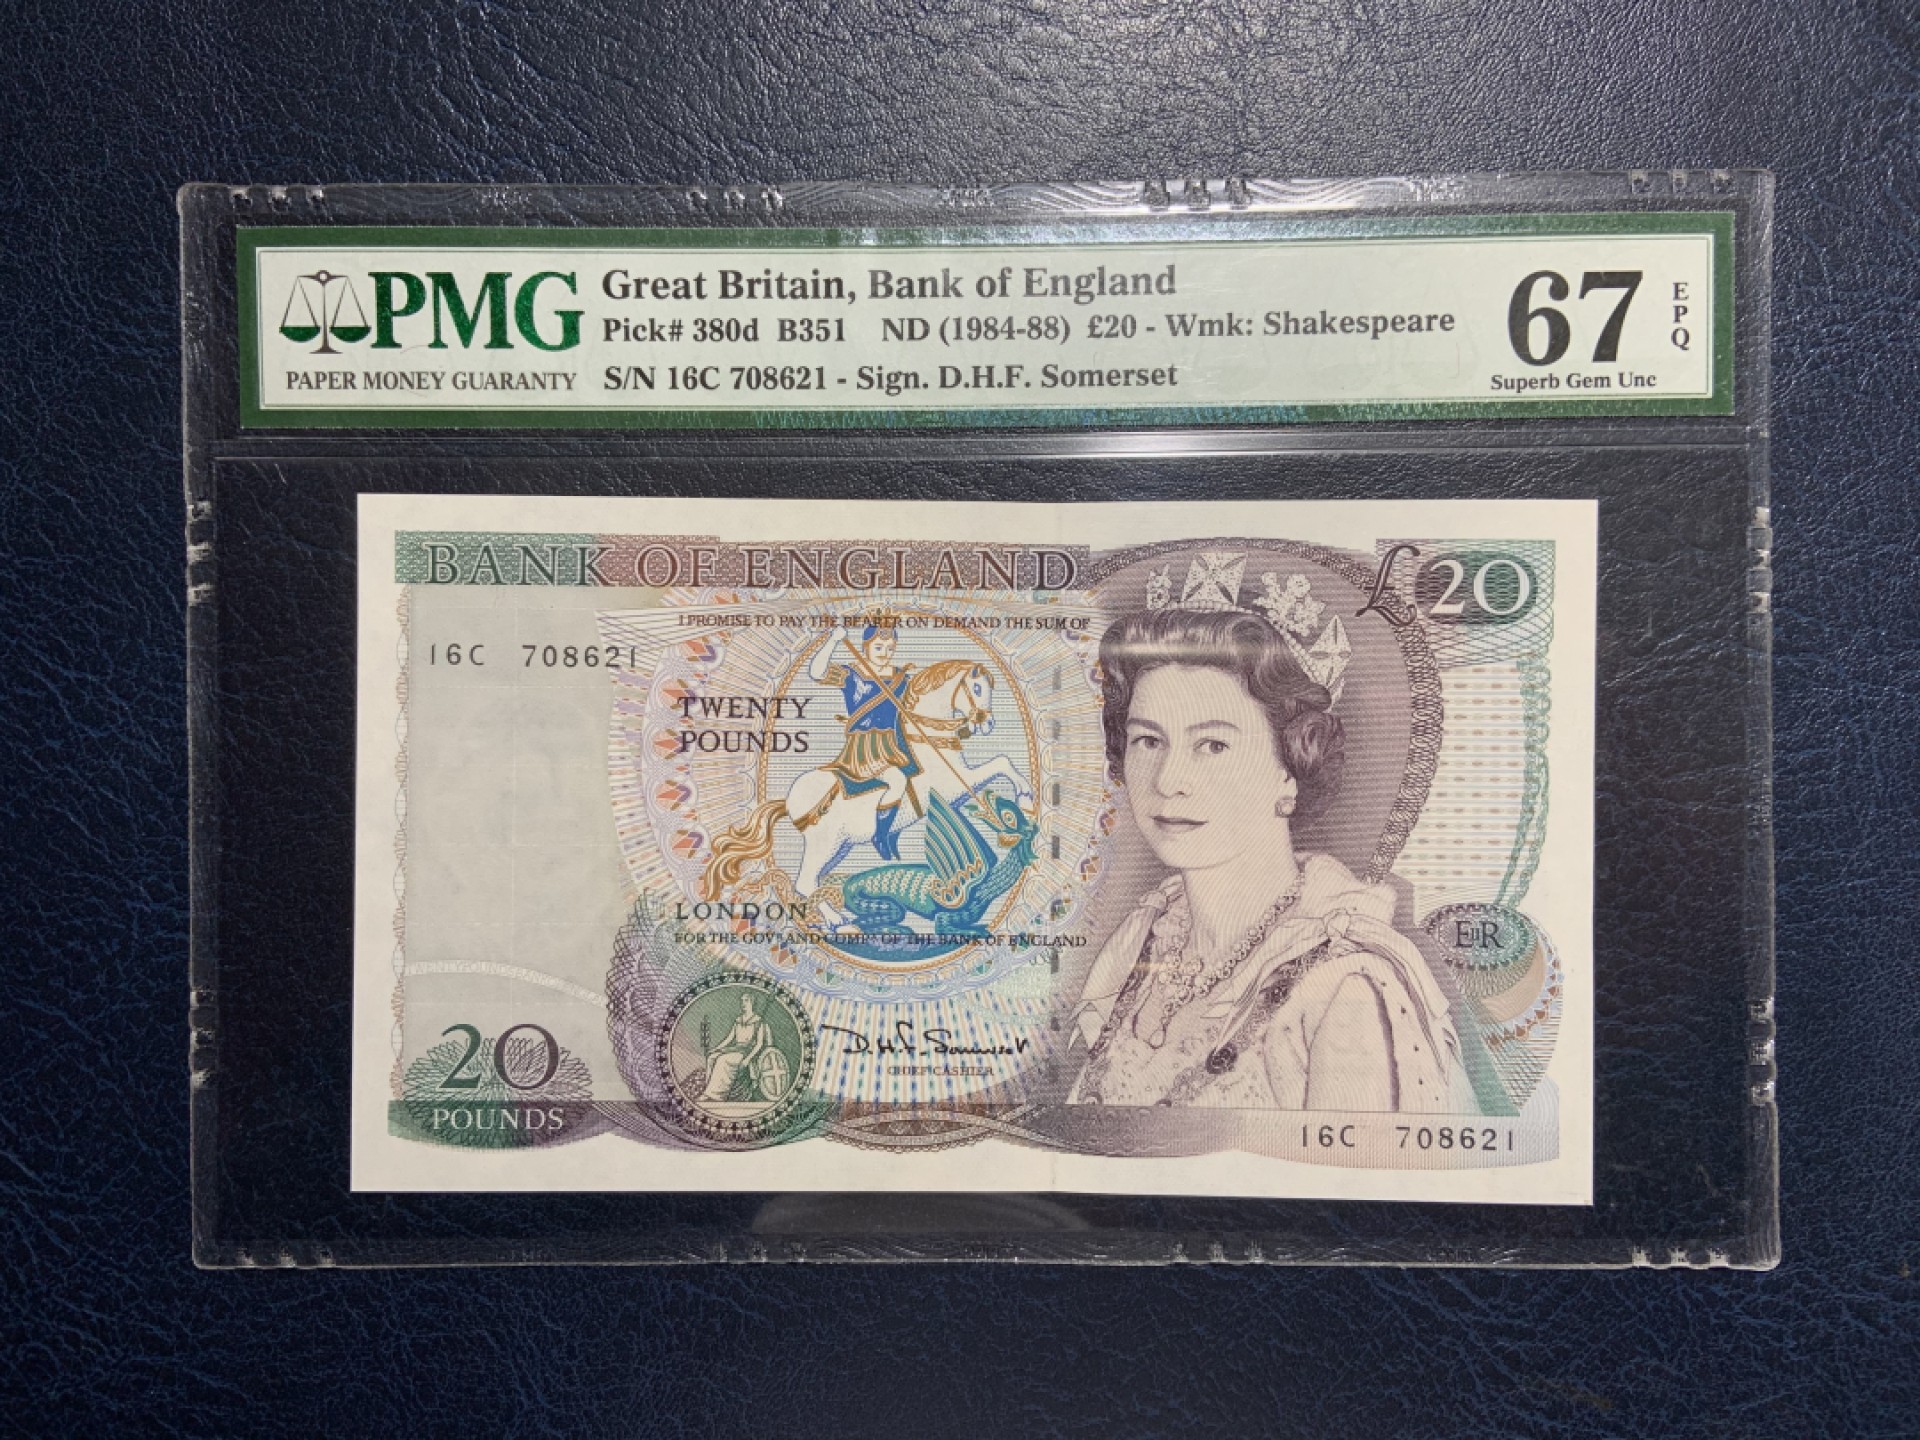 PMG
PAPER MONEY GUARANTY
Great Britain, Bank of England
Pick# 380d B351 ND (1984-88) £20 - Wmk: Shakespeare
S/N 16C 708621 - Sign. D.H.F. Somerset
67
EPQ
Superb Gem Unc
BANK OF ENGLAND
£20
I PROMISE TO PAY THE BEARER ON DEMAND THE SUM OF
16C 708621
TWENTY
POUNDS
LONDON
FOR THE GOVR AND COMPA OF THE BANK OF ENGLAND
EIIR
D.H.F. Somerset
CHIEF CASHIER
20
POUNDS
16C 708621